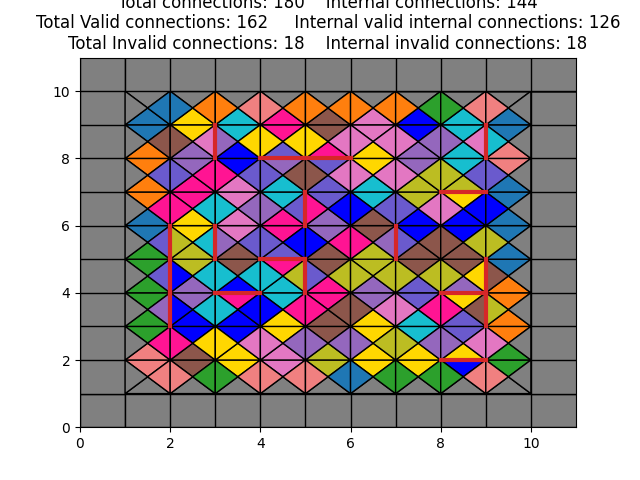 Total connections: 180 Internal connections: 144
Total Valid connections: 162 Internal valid internal connections: 126
Total Invalid connections: 18 Internal invalid connections: 18
10
8
6
4
2
0
0 2 4 6 8 10